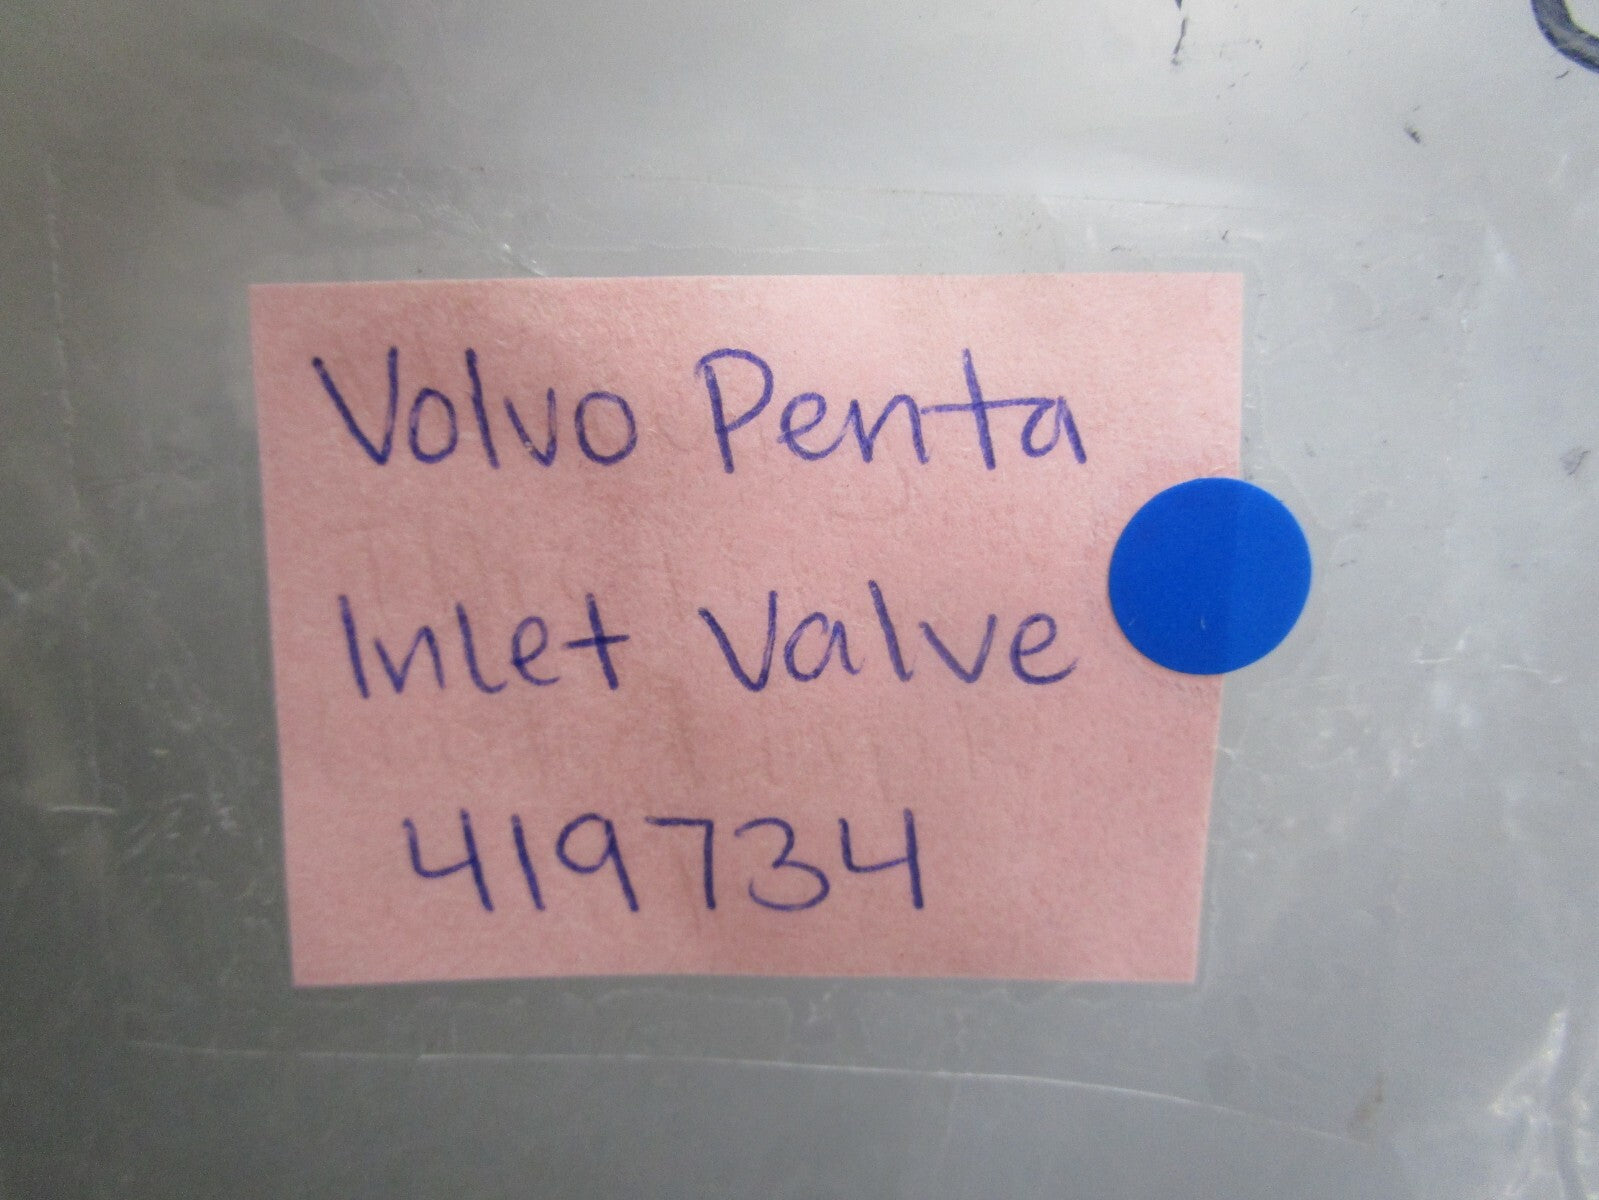 Volvo Penta
Inlet Valve
419734